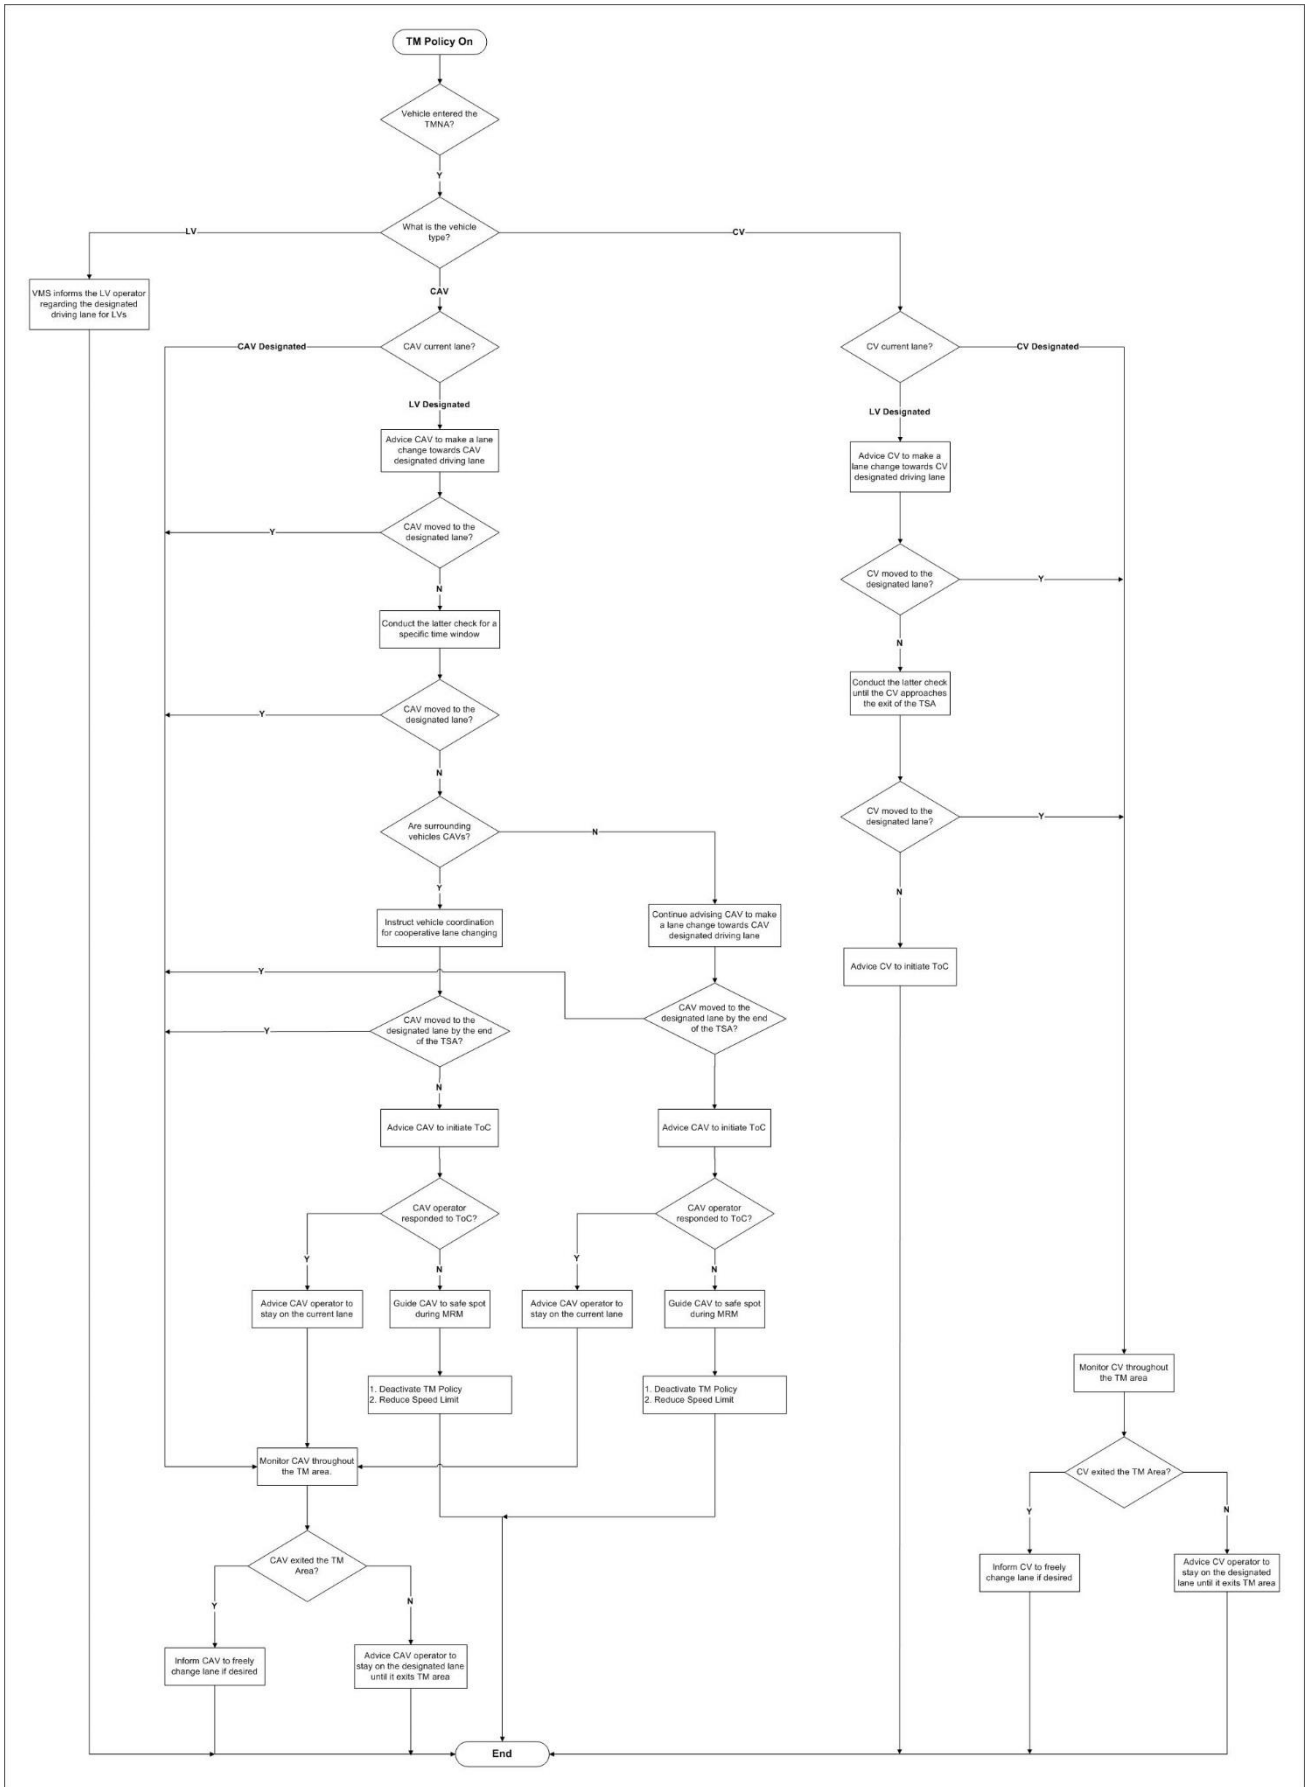 TM Policy On
Vehicle entered the
TMNA?
Y
What is the vehicle
type?
LV
CV
CAV
VMS informs the LV operator
regarding the designated
driving lane for LVs
CAV current lane?
CAV Designated
LV Designated
CV current lane?
CV Designated
LV Designated
Advice CAV to make a lane
change towards CAV
designated driving lane
Advice CV to make a
lane change towards CV
designated driving lane
CAV moved to the
designated lane?
Y
N
CV moved to the
designated lane?
Y
N
Conduct the latter check for a
specific time window
Conduct the latter check
until the CV approaches
the exit of the TSA
CAV moved to the
designated lane?
Y
N
CV moved to the
designated lane?
Y
N
Are surrounding
vehicles CAVs?
N
Y
Instruct vehicle coordination
for cooperative lane changing
Continue advising CAV to make
a lane change towards CAV
designated driving lane
Advice CV to initiate ToC
Y
CAV moved to the
designated lane by the end
of the TSA?
Y
N
CAV moved to the
designated lane by the end
of the TSA?
N
Advice CAV to initiate ToC
Advice CAV to initiate ToC
CAV operator
responded to ToC?
Y
N
CAV operator
responded to ToC?
Y
N
Advice CAV operator to
stay on the current lane
Guide CAV to safe spot
during MRM
Advice CAV operator to
stay on the current lane
Guide CAV to safe spot
during MRM
1. Deactivate TM Policy
2. Reduce Speed Limit
1. Deactivate TM Policy
2. Reduce Speed Limit
Monitor CV throughout
the TM area
Monitor CAV throughout
the TM area.
CV exited the TM Area?
Y
N
CAV exited the TM
Area?
Y
N
Inform CV to freely
change lane if desired
Advice CV operator to
stay on the designated
lane until it exits TM area
Inform CAV to freely
change lane if desired
Advice CAV operator to
stay on the designated lane
until it exits TM area
End